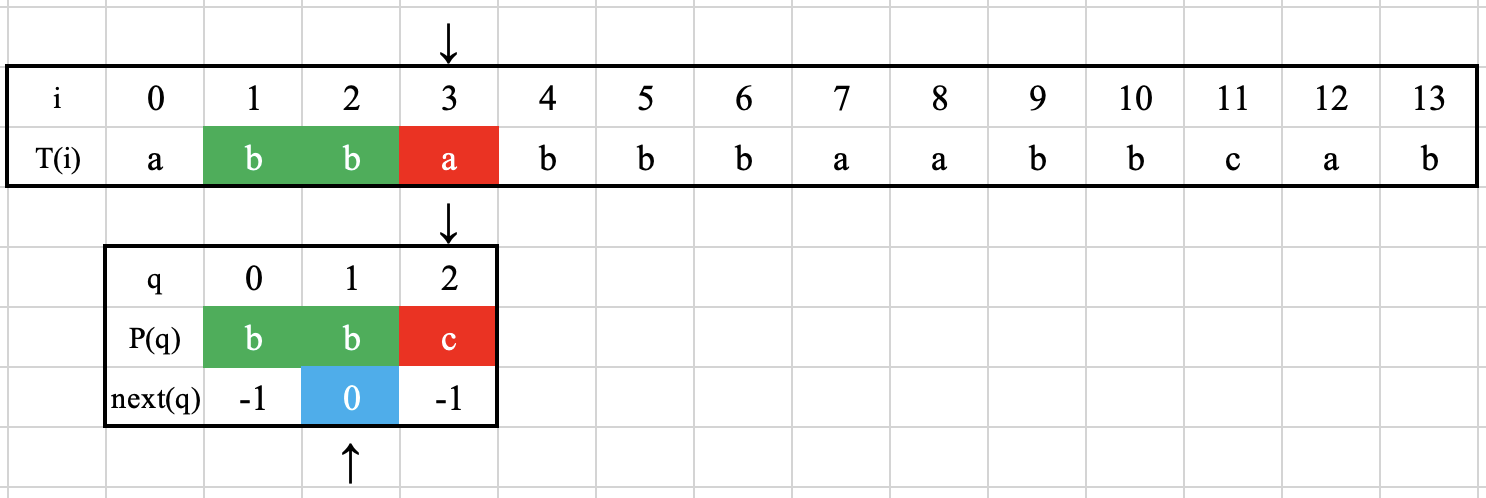 ↓
i 0 1 2 3 4 5 6 7 8 9 10 11 12 13
T(i) a b b a b b b a a b b c a b
↓
q 0 1 2
P(q) b b c
next(q) -1 0 -1
↑